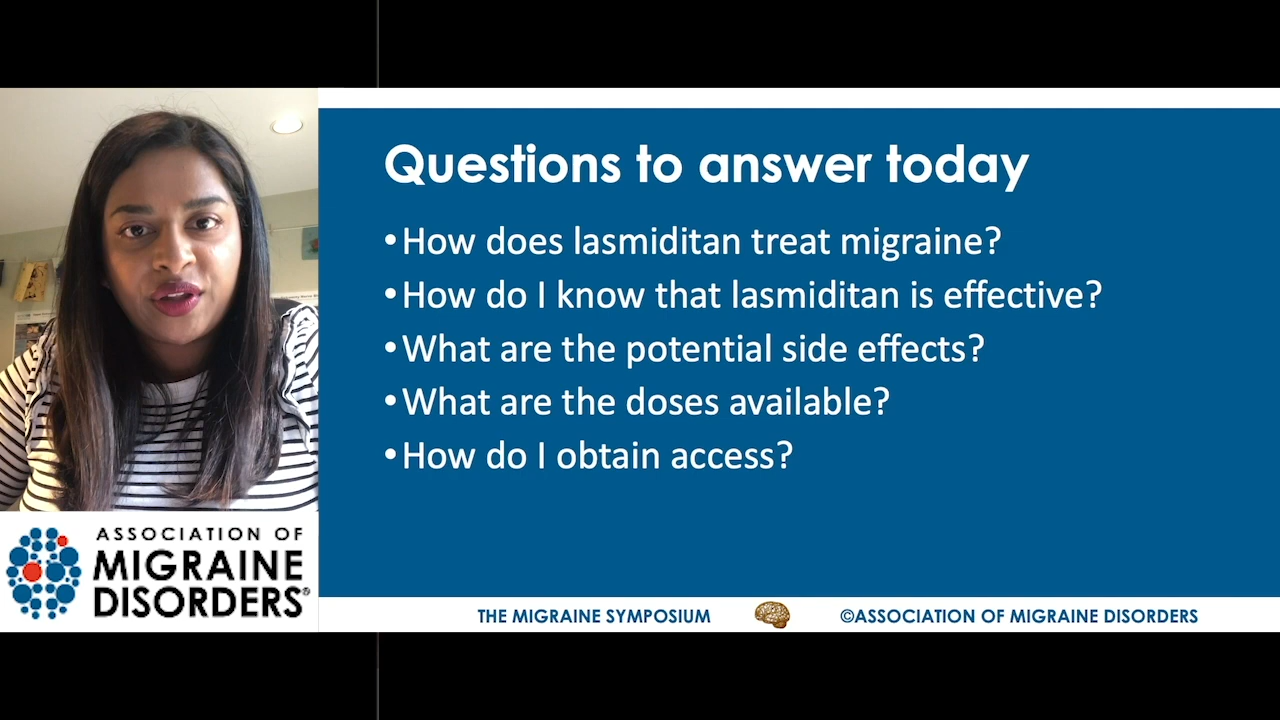 Questions to answer today
•How does lasmiditan treat migraine?
•How do I know that lasmiditan is effective?
•What are the potential side effects?
•What are the doses available?
•How do I obtain access?
ASSOCIATION OF
MIGRAINE
DISORDERS®
THE MIGRAINE SYMPOSIUM
©ASSOCIATION OF MIGRAINE DISORDERS